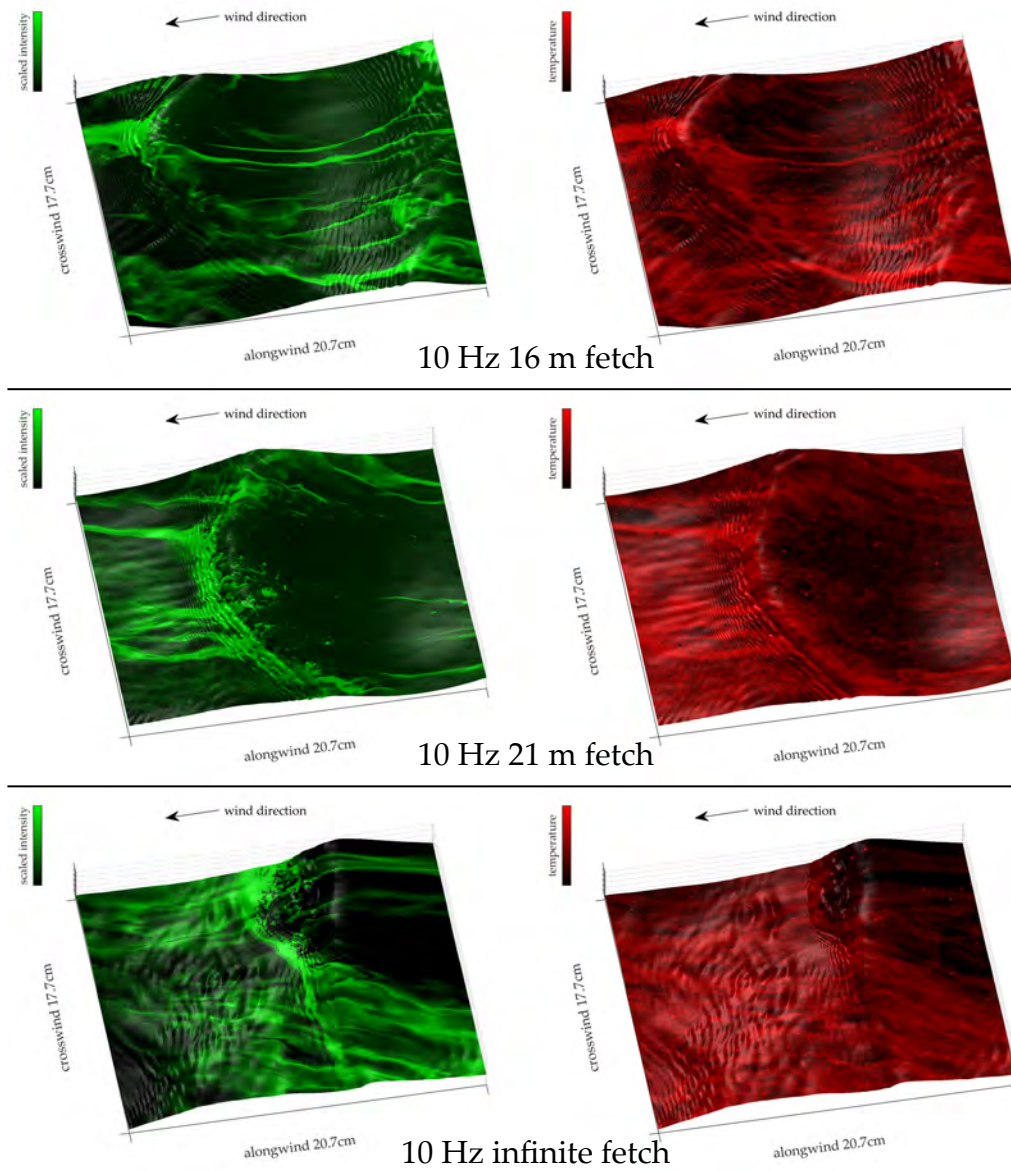 scaled intensity
wind direction
temperature
wind direction
crosswind 17.7cm
alongwind 20.7cm
crosswind 17.7cm
alongwind 20.7cm
10 Hz 16 m fetch
scaled intensity
wind direction
temperature
wind direction
crosswind 17.7cm
alongwind 20.7cm
crosswind 17.7cm
alongwind 20.7cm
10 Hz 21 m fetch
scaled intensity
wind direction
temperature
wind direction
crosswind 17.7cm
alongwind 20.7cm
crosswind 17.7cm
alongwind 20.7cm
10 Hz infinite fetch